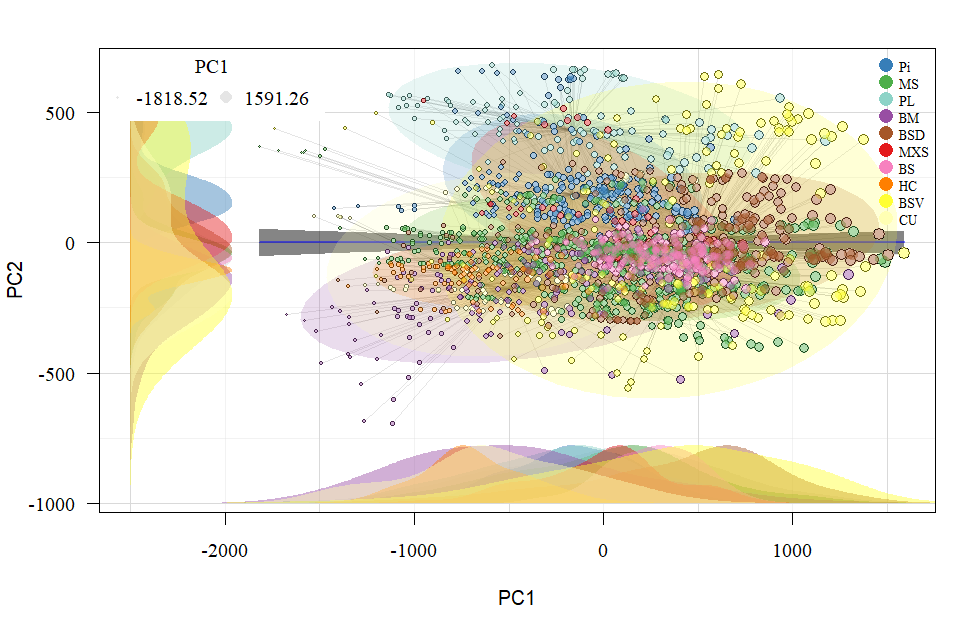 PC1
-1818.52 1591.26
Pi
MS
PL
BM
BSD
MXS
BS
HC
BSV
CU
500
0
-500
-1000
PC2
-2000 -1000 0 1000
PC1